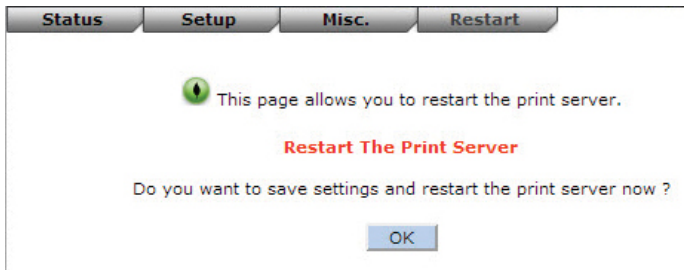 Status Setup Misc. Restart
This page allows you to restart the print server.
Restart The Print Server
Do you want to save settings and restart the print server now ?
OK